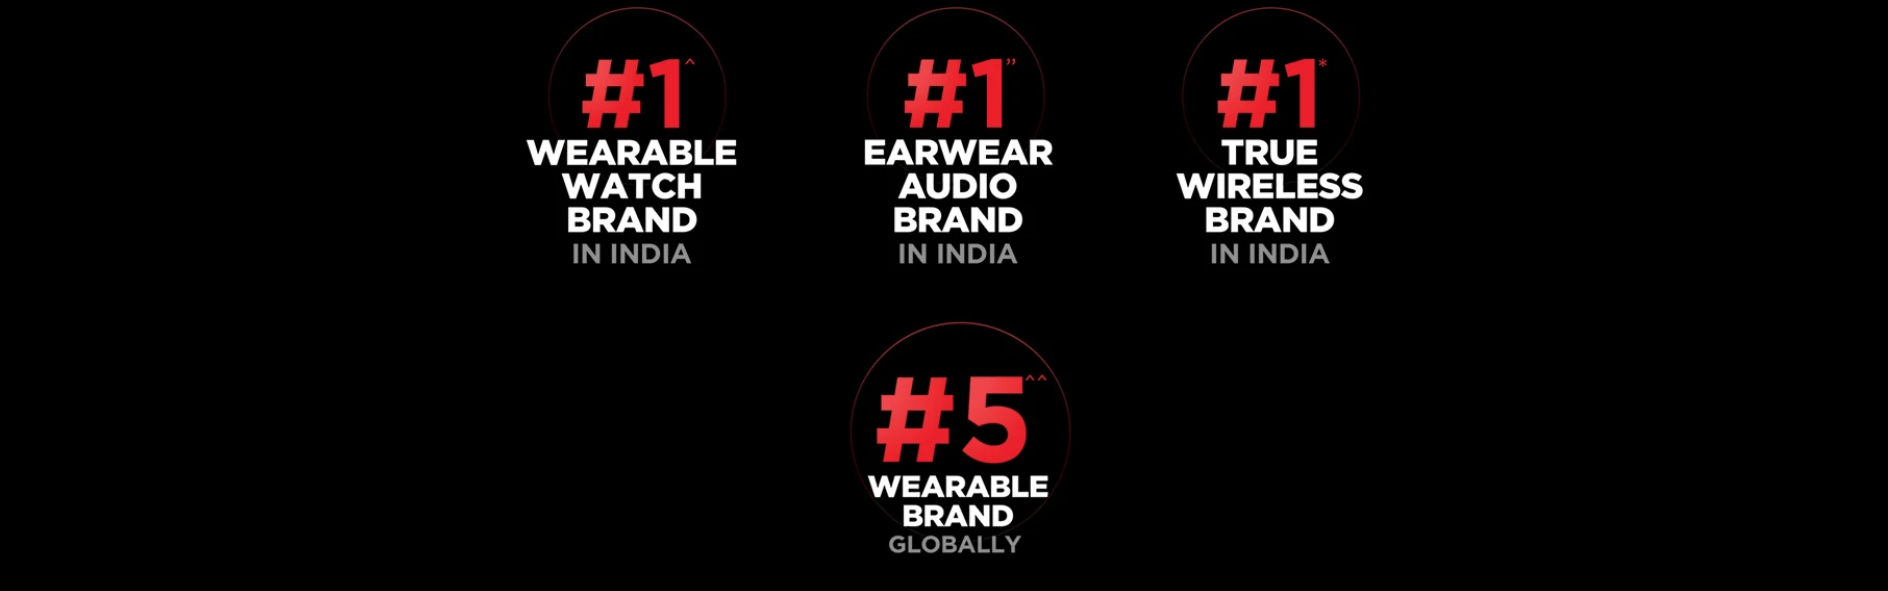 #1^
WEARABLE
WATCH
BRAND
IN INDIA
#1”
EARWEAR
AUDIO
BRAND
IN INDIA
#1*
TRUE
WIRELESS
BRAND
IN INDIA
#5^^
WEARABLE
BRAND
GLOBALLY